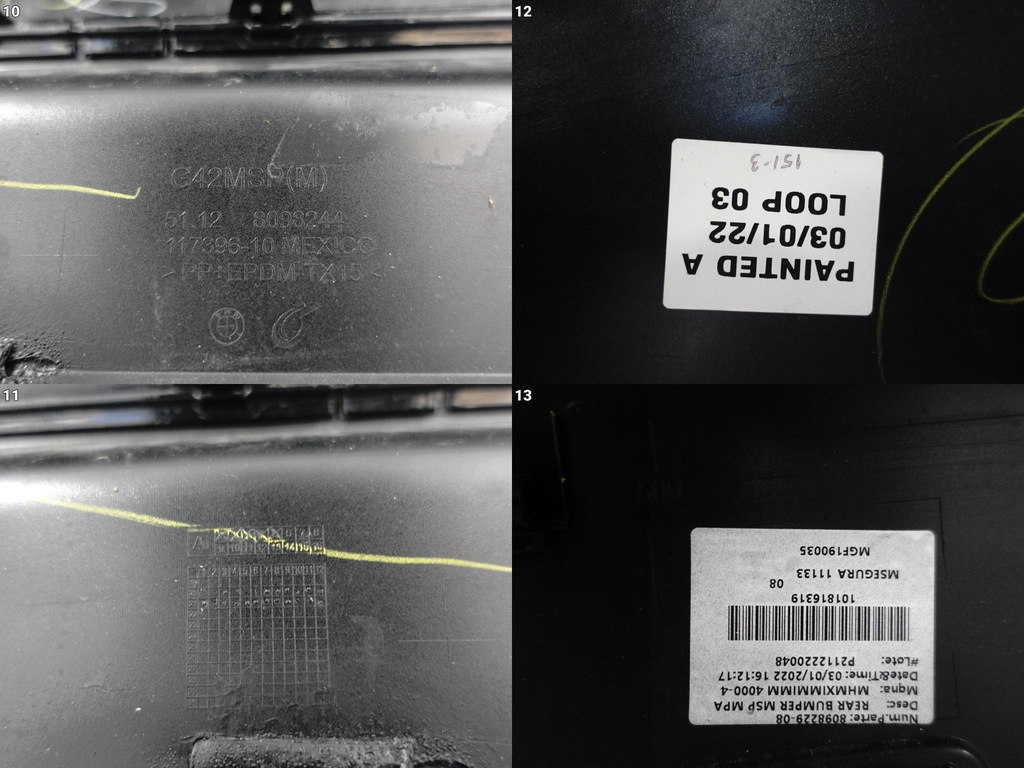 10
C42MSP(M)
51.12 8098244
117396-10 MEXICO
>PP+EPDM-TX15<
12
PAINTED A
03/01/22
LOOP 03
151-3
11
A
13
Num.Parte: 8098229-08
Desc: REAR BUMPER MSP MPA
Mqna: MHMXIMMIMM 4000-4
Date&Time: 03/01/2022 16:12:17
#Lote: P2112220048
101816319
08
MSEGURA 11133
MGF190035